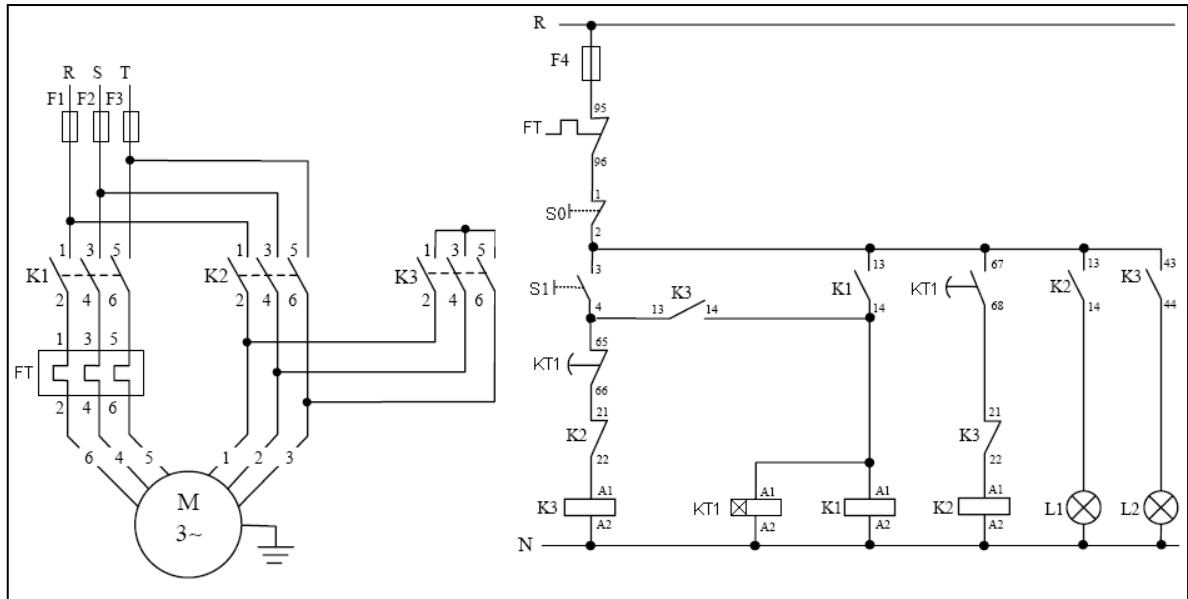 R S T
F1 F2 F3
1 3 5
K1
2 4 6
1 3 5
K2
2 4 6
1 3 5
K3
2 4 6
1 3 5
FT
2 4 6
6 4 5 1 2 3
M
3~
R
F4
95
FT
96
1
S0
2
3
S1
4
13 K3 14
13
K1
14
67
KT1
68
13
K2
14
43
K3
44
65
KT1
66
21
K2
22
21
K3
22
K3 A1
A2
KT1 A1
A2
K1 A1
A2
K2 A1
A2
L1
L2
N